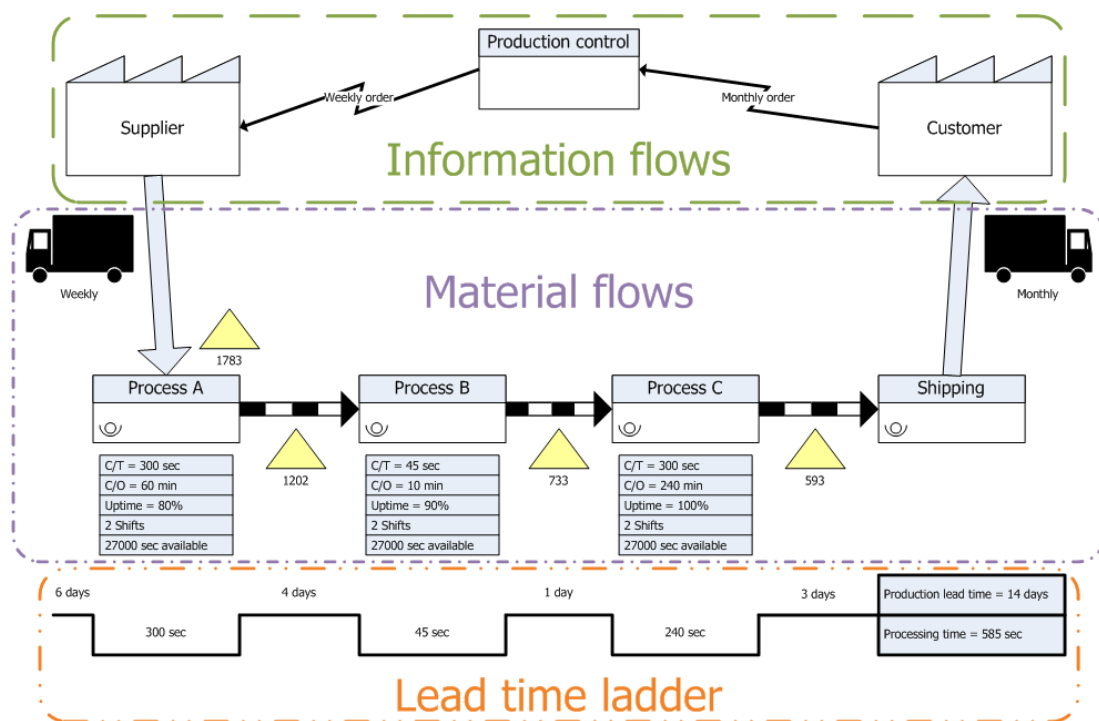 Production control
Supplier
Weekly order
Monthly order
Customer
Information flows
Weekly
Material flows
Monthly
1783
Process A
Process B
Process C
Shipping
1202
733
593
C/T = 300 sec
C/O = 60 min
Uptime = 80%
2 Shifts
27000 sec available
C/T = 45 sec
C/O = 10 min
Uptime = 90%
2 Shifts
27000 sec available
C/T = 300 sec
C/O = 240 min
Uptime = 100%
2 Shifts
27000 sec available
6 days
300 sec
4 days
45 sec
1 day
240 sec
3 days
Production lead time = 14 days
Processing time = 585 sec
Lead time ladder